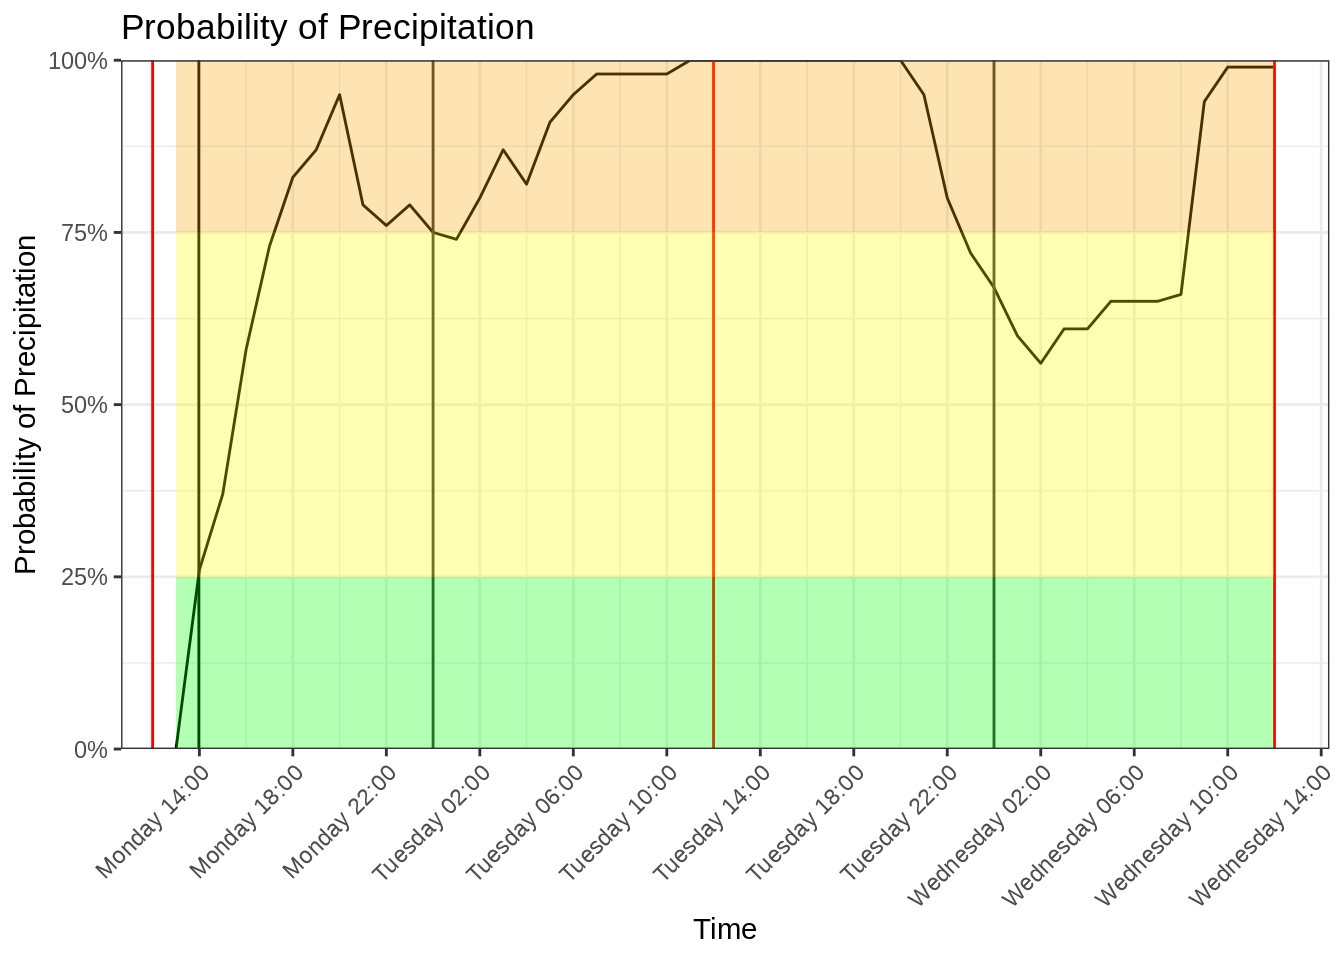 Probability of Precipitation
Probability of Precipitation
100%
75%
50%
25%
0%
Monday 14:00
Monday 18:00
Monday 22:00
Tuesday 02:00
Tuesday 06:00
Tuesday 10:00
Tuesday 14:00
Tuesday 18:00
Tuesday 22:00
Wednesday 02:00
Wednesday 06:00
Wednesday 10:00
Wednesday 14:00
Time